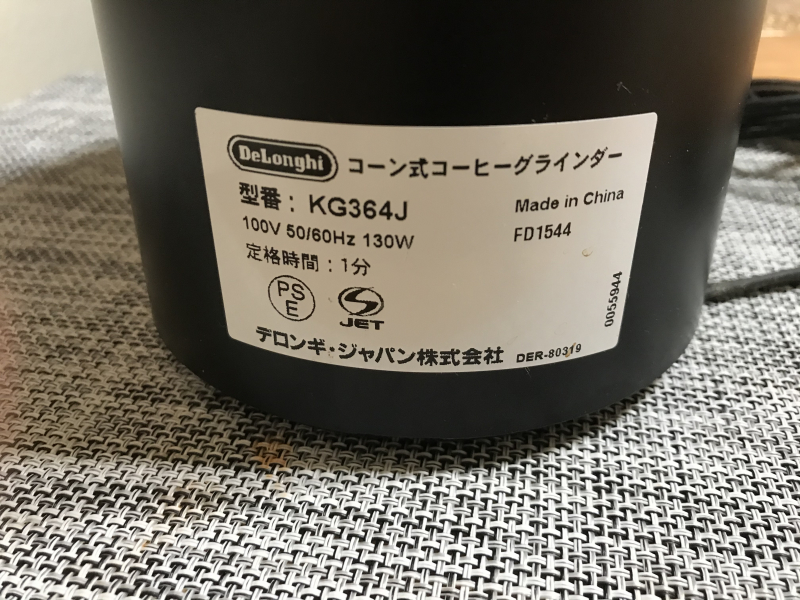 DeLonghi コーン式コーヒーグラインダー
型番： KG364J
Made in China
100V 50/60Hz 130W
FD1544
定格時間：1分
PS
E
JET
0055944
デロンギ・ジャパン株式会社 DER-80319